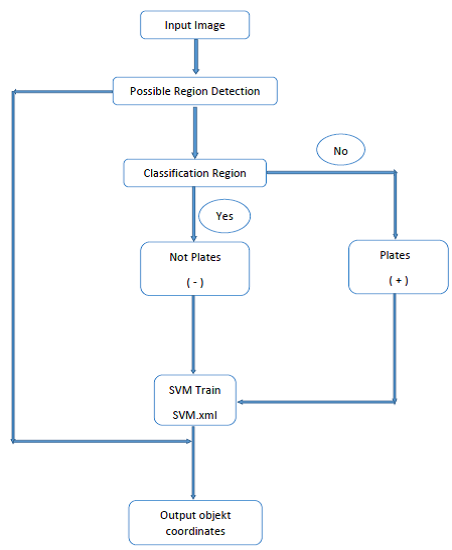 Input Image
Possible Region Detection
No
Classification Region
Yes
Not Plates
( - )
Plates
( + )
SVM Train
SVM.xml
Output objekt
coordinates